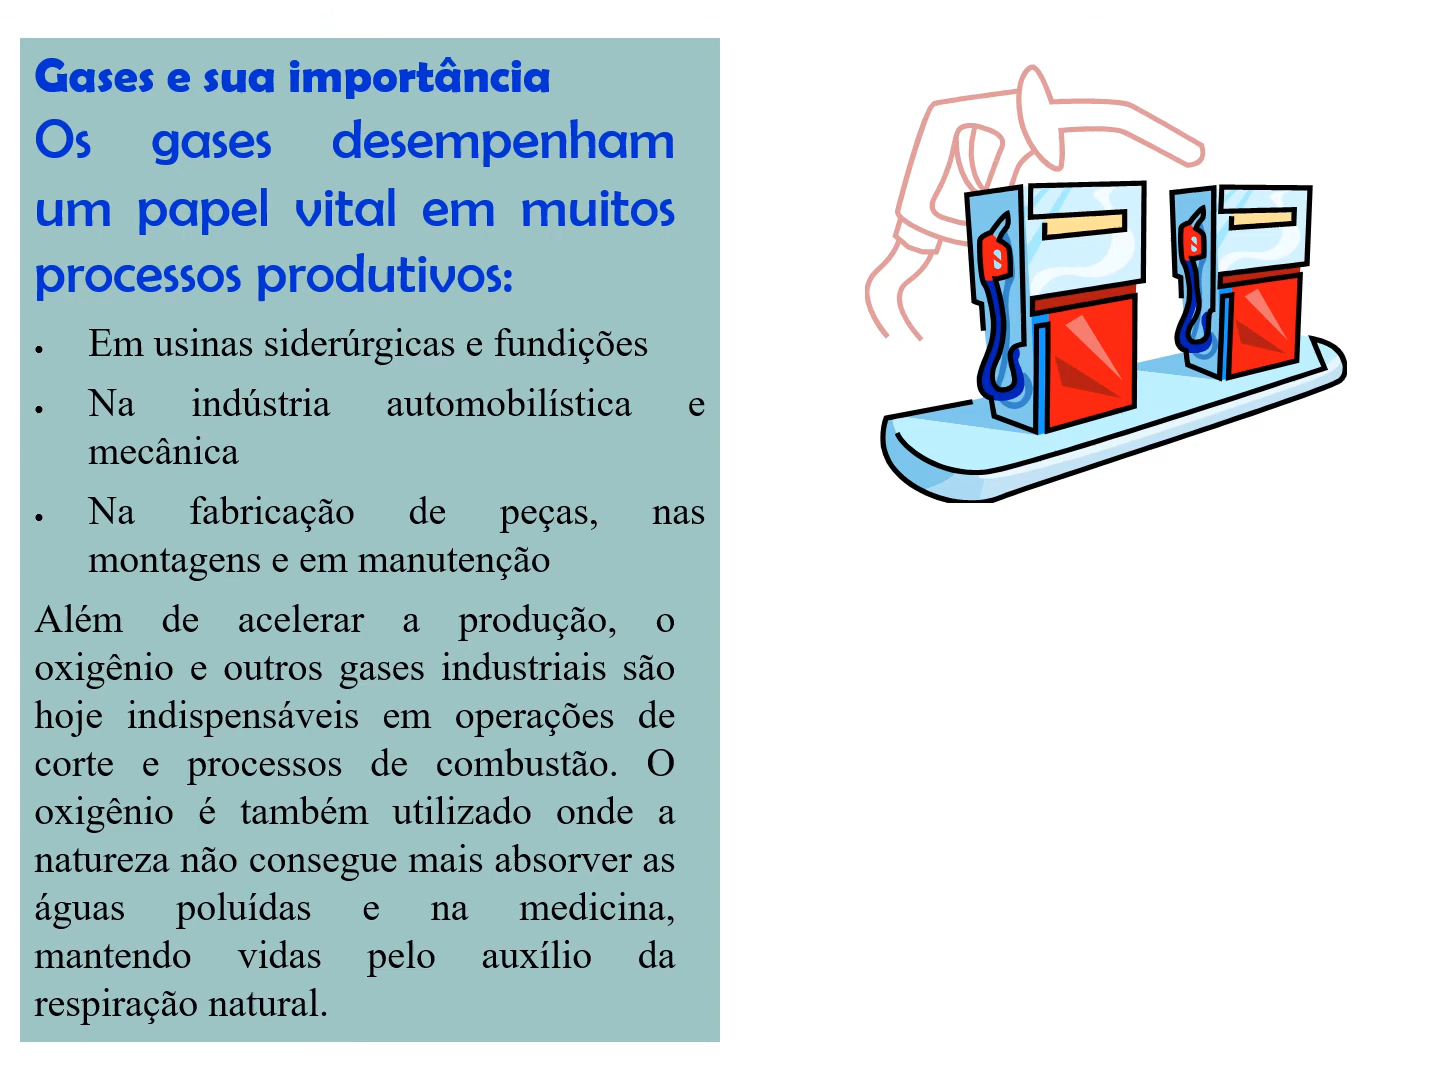 Gases e sua importância
Os gases desempenham
um papel vital em muitos
processos produtivos:
• Em usinas siderúrgicas e fundições
• Na indústria automobilística e
mecânica
• Na fabricação de peças, nas
montagens e em manutenção
Além de acelerar a produção, o
oxigênio e outros gases industriais são
hoje indispensáveis em operações de
corte e processos de combustão. O
oxigênio é também utilizado onde a
natureza não consegue mais absorver as
águas poluídas e na medicina,
mantendo vidas pelo auxílio da
respiração natural.